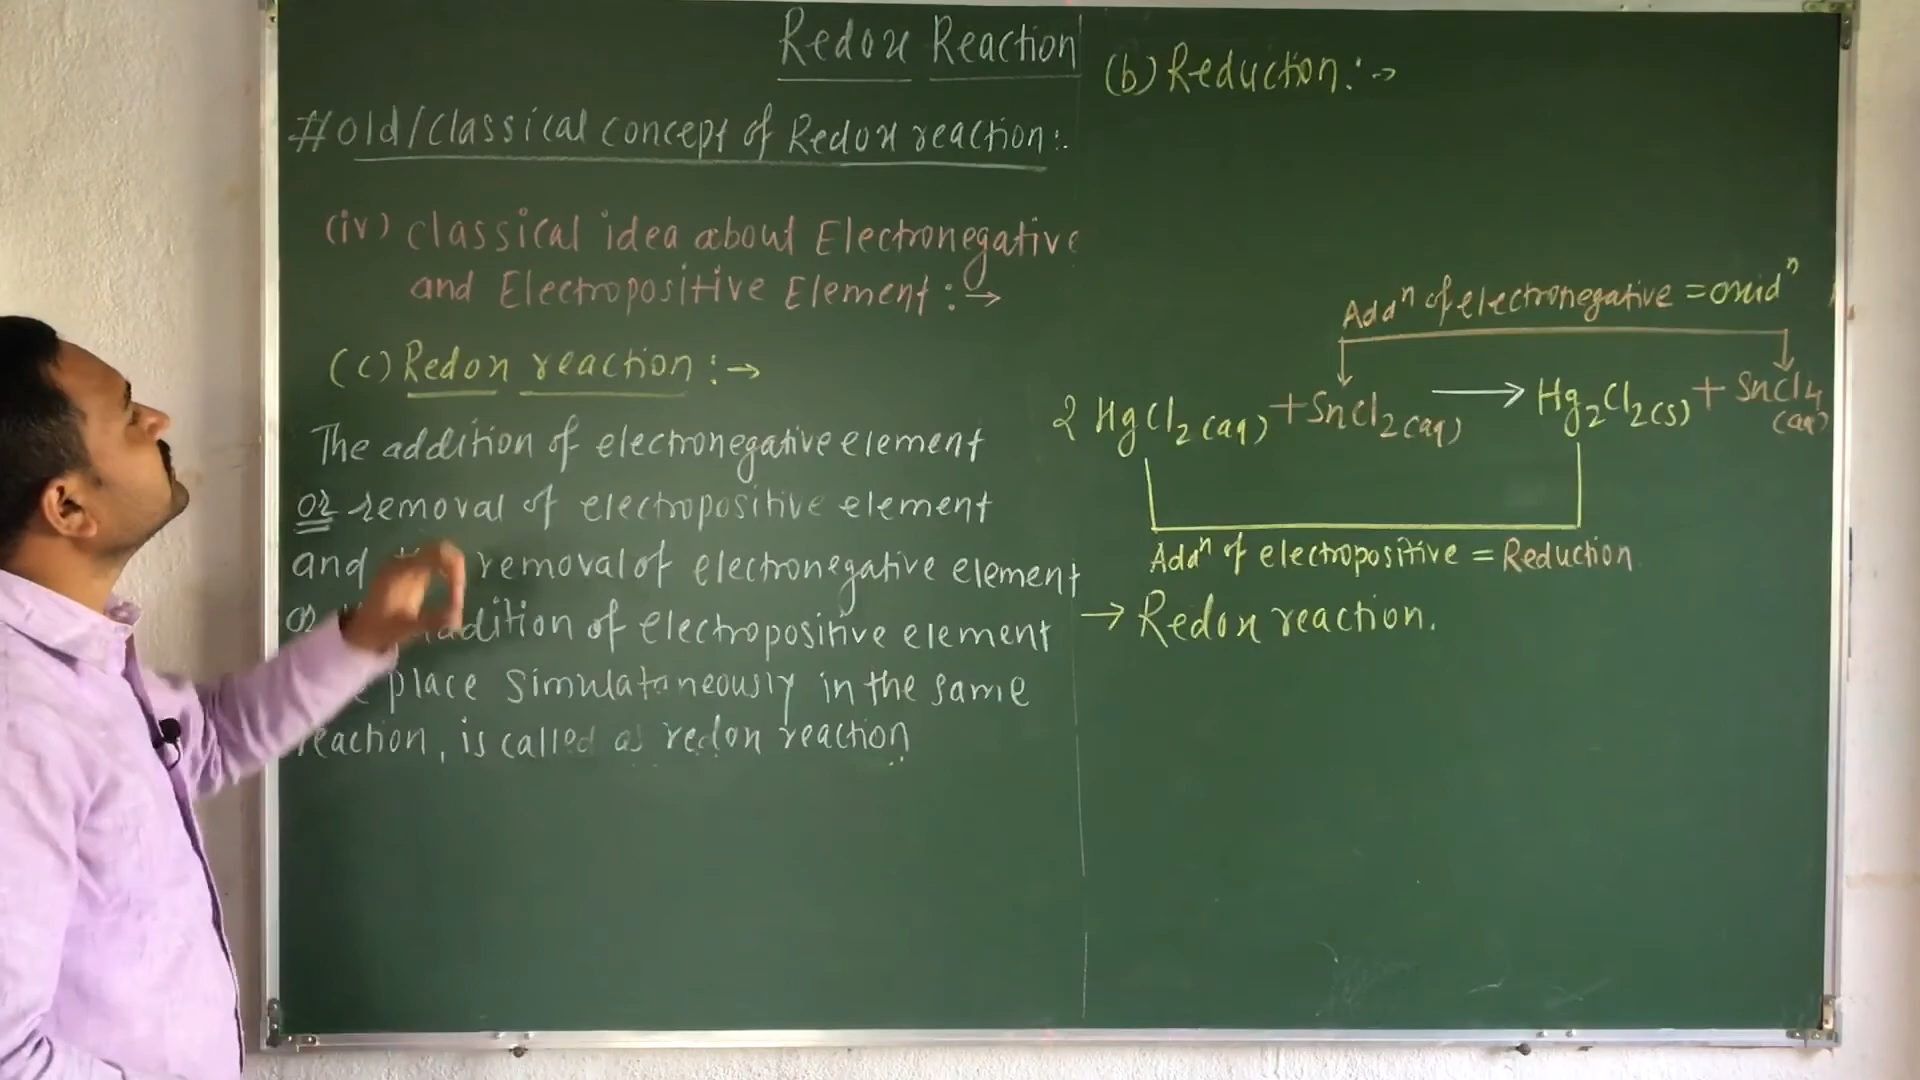 Redox Reaction
#old/classical concept of Redox reaction:.
(iv) classical idea about Electronegative
and Electropositive Element :→
(c) Redox reaction :→
The addition of electronegative element
or removal of electropositive element
and removal of electronegative element
or addition of electropositive element
place simulataneously in the same
reaction, is called as redox reaction
(b) Reduction :→
Addⁿ of electronegative = oxidⁿ
2 HgCl₂(aq) + SnCl₂(aq) ⟶ Hg₂Cl₂(s) + SnCl₄(aq)
Addⁿ of electropositive = Reduction
→ Redox reaction.